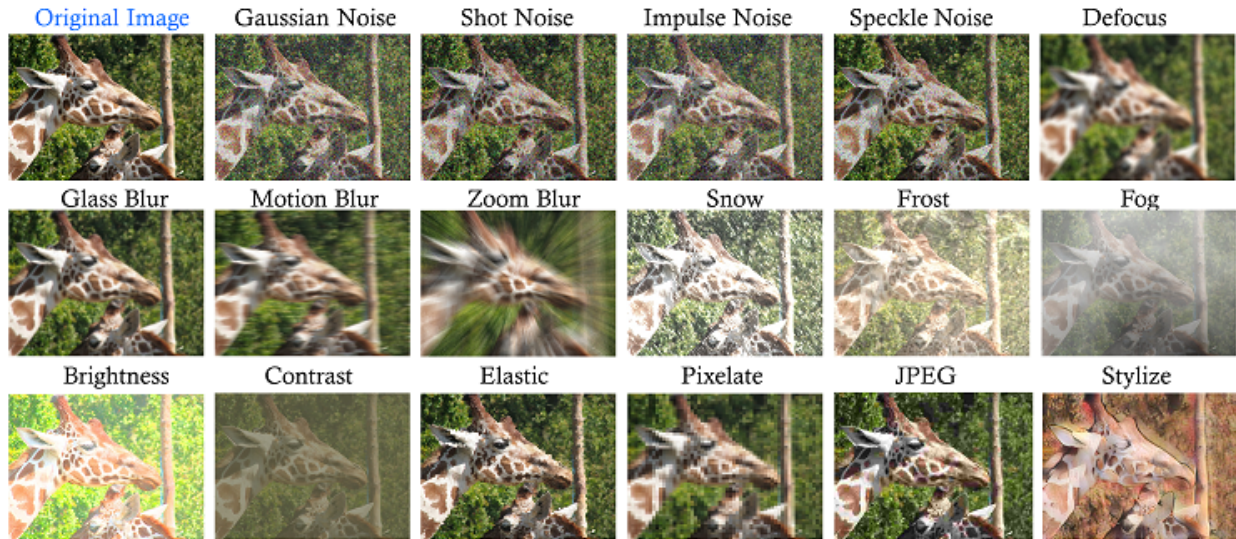 Original Image Gaussian Noise Shot Noise Impulse Noise Speckle Noise Defocus
Glass Blur Motion Blur Zoom Blur Snow Frost Fog
Brightness Contrast Elastic Pixelate JPEG Stylize